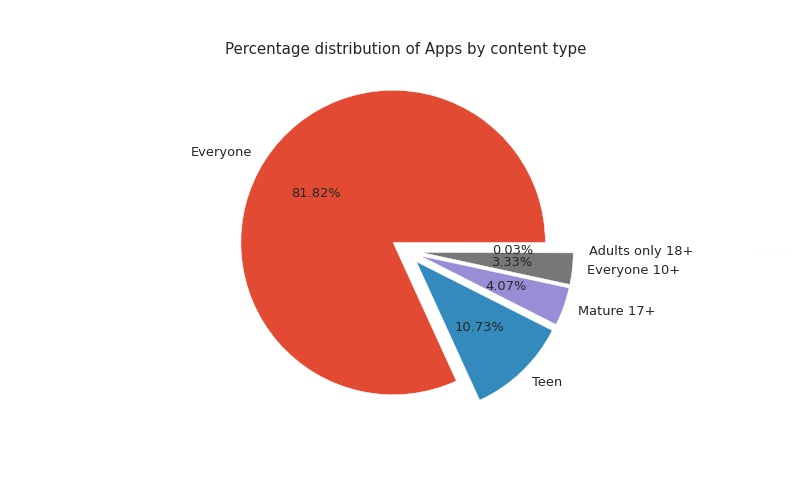 Percentage distribution of Apps by content type
Everyone
81.82%
0.03%
Adults only 18+
3.33%
Everyone 10+
4.07%
Mature 17+
10.73%
Teen